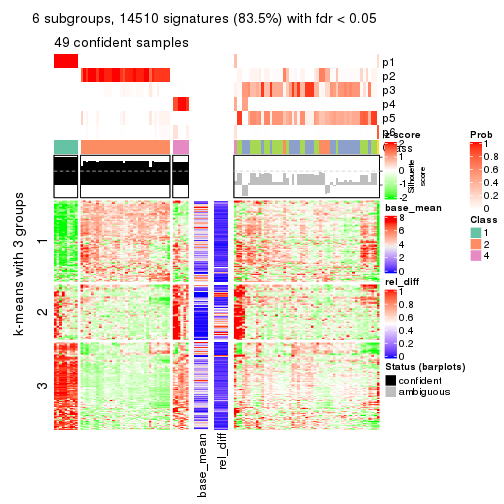 6 subgroups, 14510 signatures (83.5%) with fdr < 0.05
49 confident samples
p1
p2
p3
p4
p5
p6
Class
z-score
2
1
0
-1
-2
Silhouette
score
Prob
1
0.8
0.6
0.4
0.2
0
base_mean
8
6
4
2
0
Class
1
2
4
rel_diff
1
0.8
0.6
0.4
0.2
0
Status (barplots)
confident
ambiguous
k-means with 3 groups
1
2
3
base_mean
rel_diff